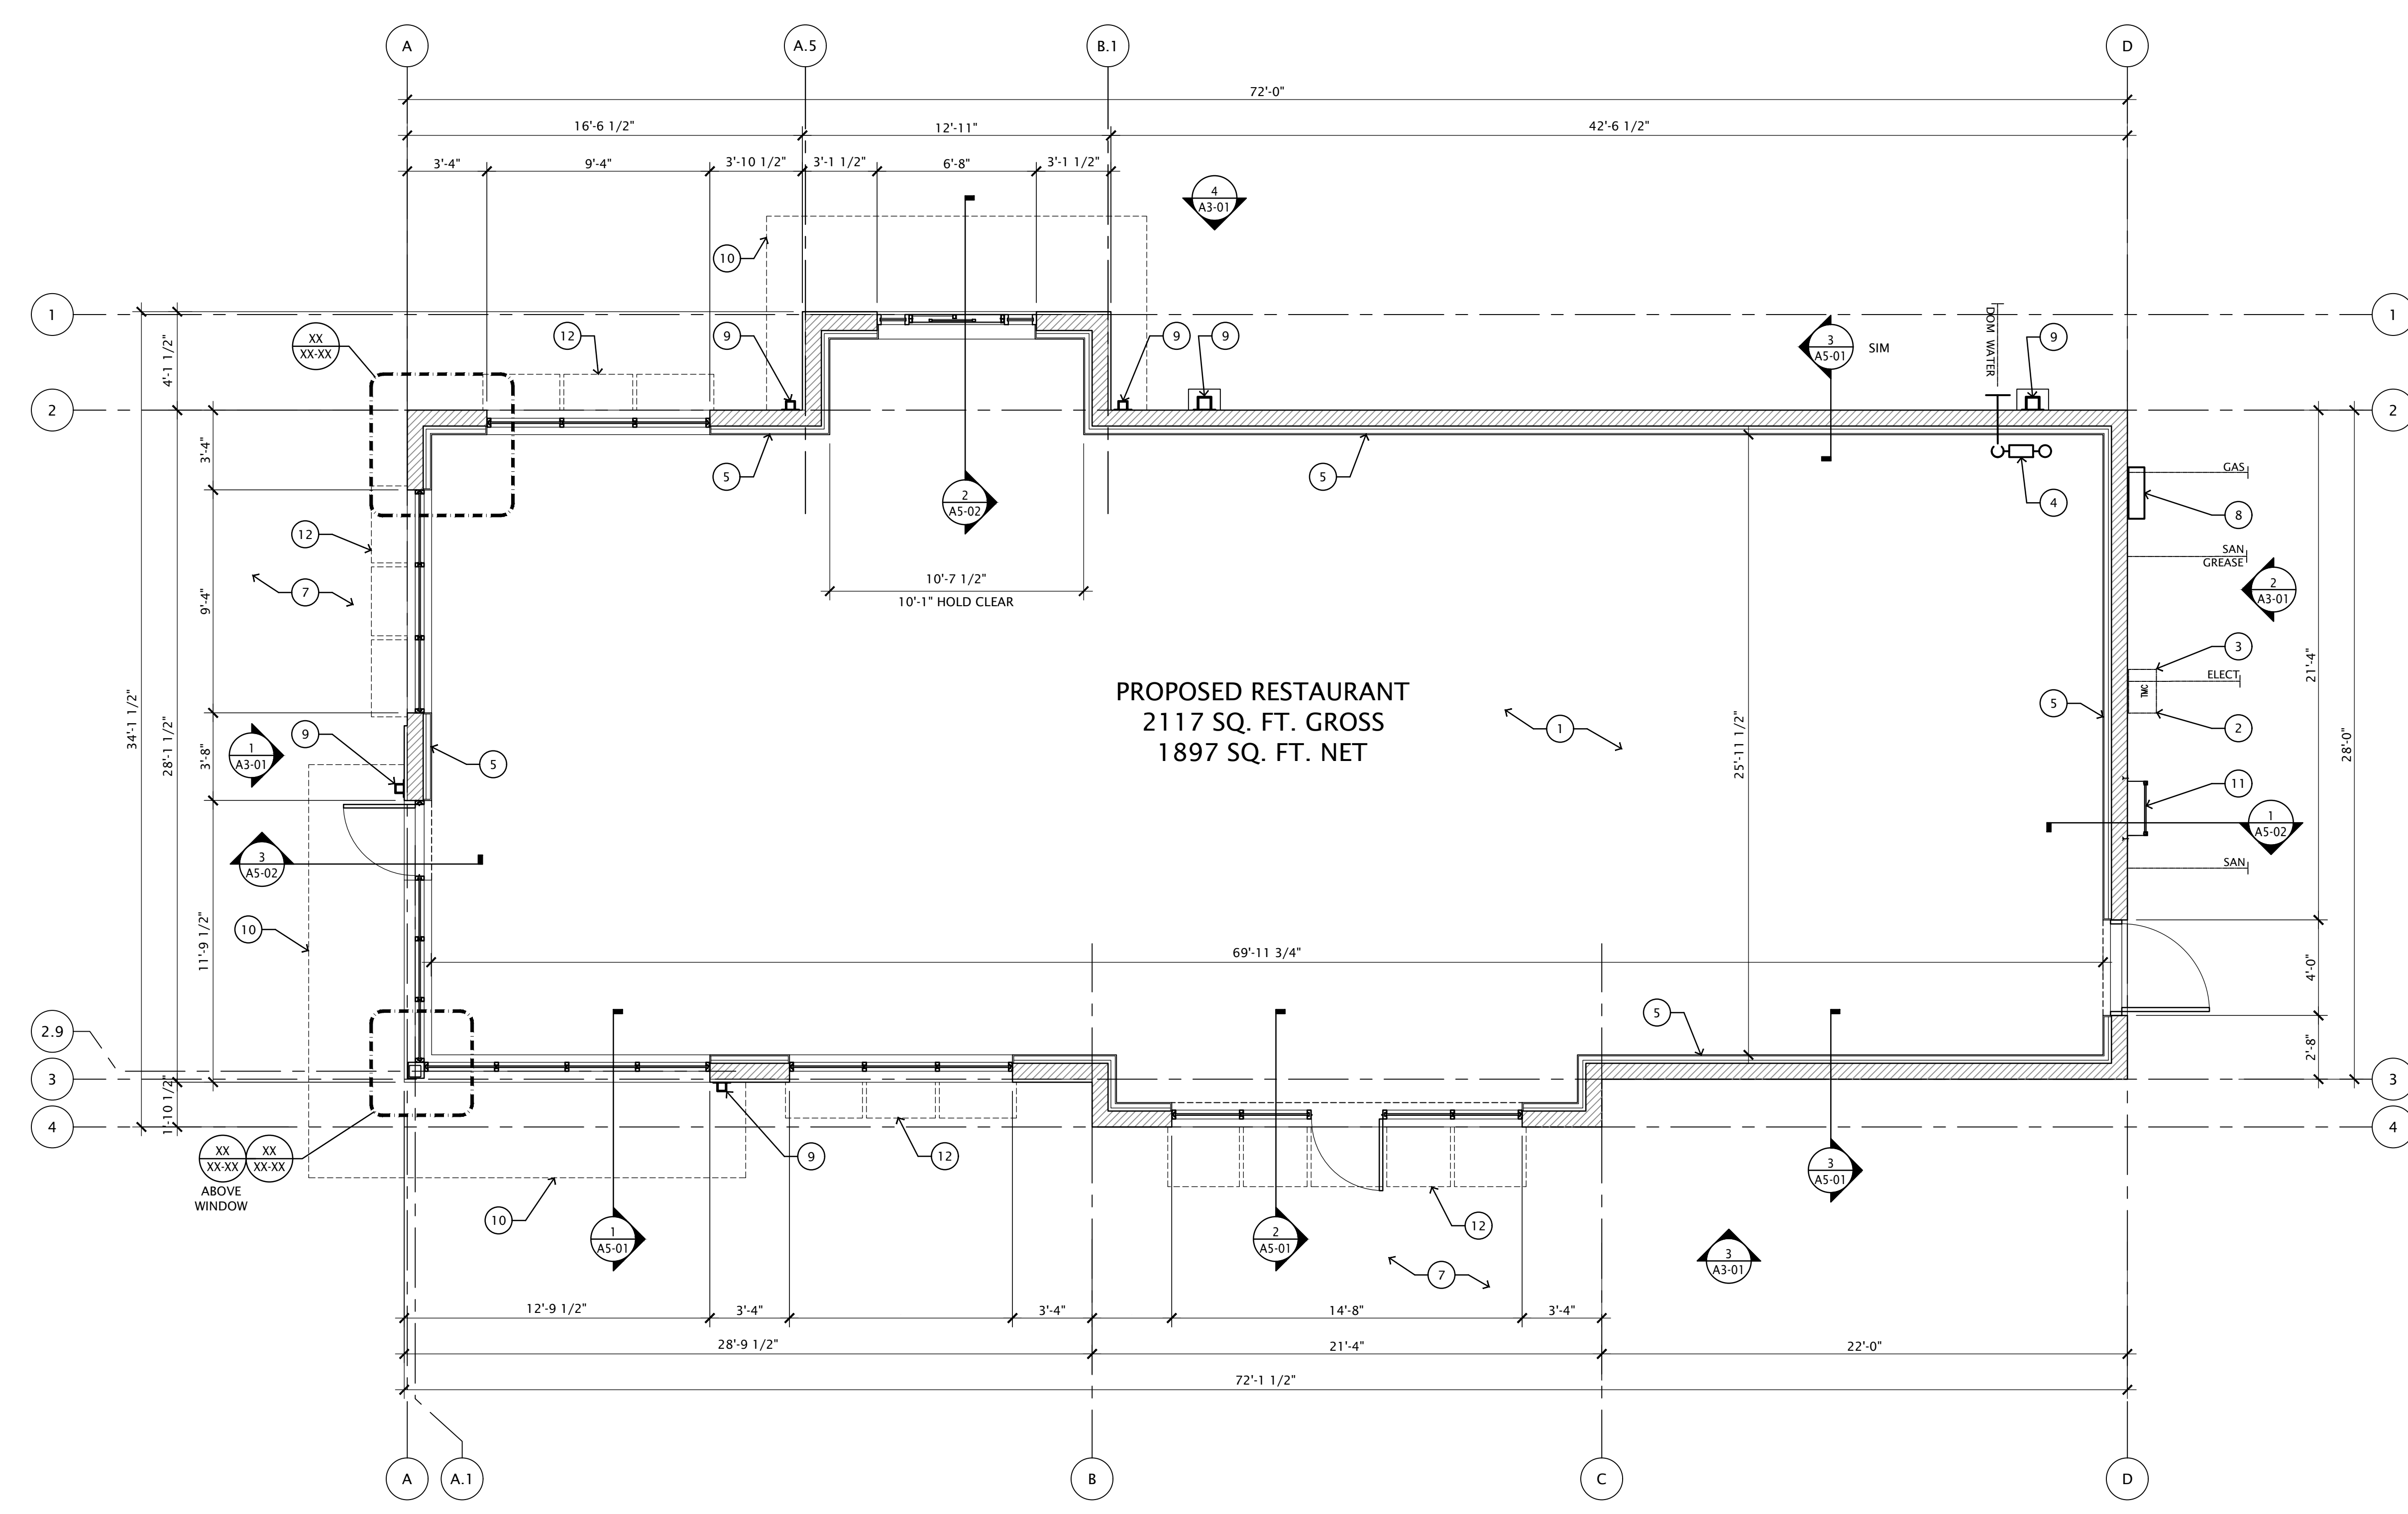 A
A.5
B.1
D
72'-0"
16'-6 1/2"
12'-11"
42'-6 1/2"
3'-4"
9'-4"
3'-10 1/2"
3'-1 1/2"
6'-8"
3'-1 1/2"
4
A3-01
10
1
1
XX
XX-XX
12
9
9
9
3
A5-01
SIM
DOM WATER
9
4'-1 1/2"
2
2
3'-4"
5
5
4
GAS
8
2
A5-02
12
SAN
GREASE
7
9'-4"
10'-7 1/2"
10'-1" HOLD CLEAR
2
A3-01
3
ELECT
TMC
2
21'-4"
PROPOSED RESTAURANT
2117 SQ. FT. GROSS
1897 SQ. FT. NET
1
5
25'-11 1/2"
34'-1 1/2"
28'-1 1/2"
3'-8"
9
1
A3-01
5
28'-0"
11
1
A5-02
3
A5-02
SAN
10
11'-9 1/2"
69'-11 3/4"
4'-0"
5
2.9
3
3
2'-8"
1'-10 1/2"
4
4
XX
XX-XX
XX
XX-XX
ABOVE
WINDOW
9
12
3
A5-01
10
1
A5-01
2
A5-01
12
3
A3-01
7
12'-9 1/2"
3'-4"
3'-4"
14'-8"
3'-4"
28'-9 1/2"
21'-4"
22'-0"
72'-1 1/2"
A
A.1
B
C
D